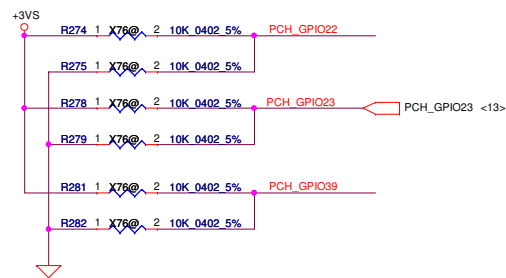 +3VS
R274 1 X76@ 2 10K_0402_5% PCH_GPIO22
R275 1 X76@ 2 10K_0402_5%
R278 1 X76@ 2 10K_0402_5% PCH_GPIO23 PCH_GPIO23 <13>
R279 1 X76@ 2 10K_0402_5%
R281 1 X76@ 2 10K_0402_5% PCH_GPIO39
R282 1 X76@ 2 10K_0402_5%